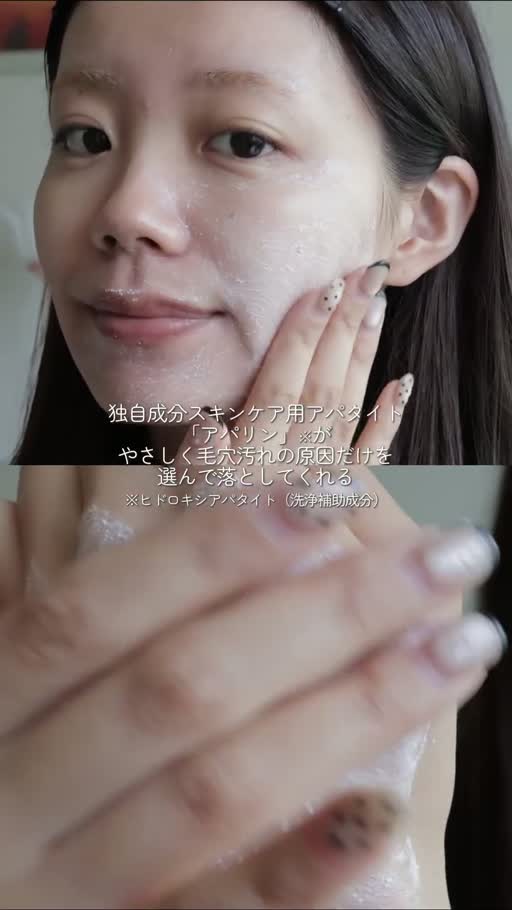 独自成分スキンケア用アパタイト
「アパリン」※が
やさしく毛穴汚れの原因だけを
選んで落としてくれる
※ヒドロキシアパタイト（洗浄補助成分）